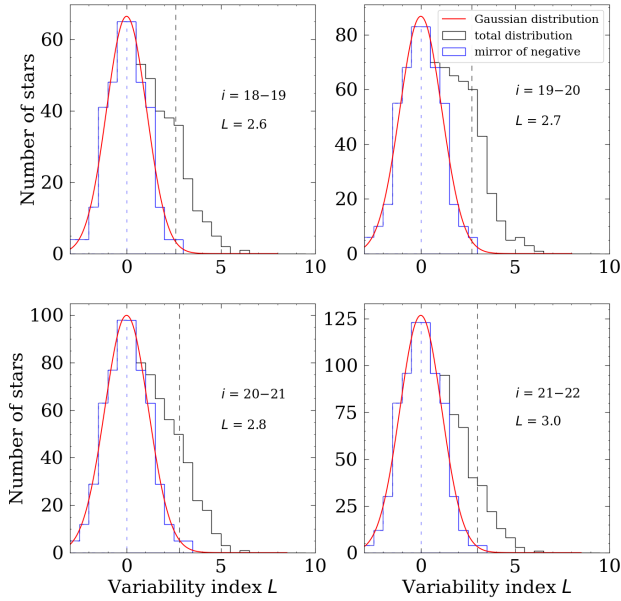 Number of stars
60
40
20
0
0
5
10
i = 18−19
L = 2.6
Gaussian distribution
total distribution
mirror of negative
80
60
40
20
0
0
5
10
i = 19−20
L = 2.7
Number of stars
100
80
60
40
20
0
0
5
10
i = 20−21
L = 2.8
Variability index L
125
100
75
50
25
0
0
5
10
i = 21−22
L = 3.0
Variability index L